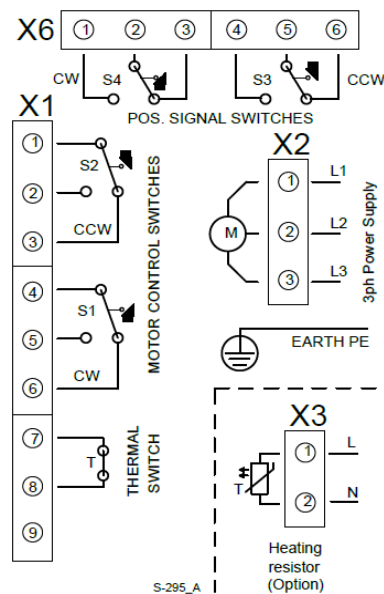 X6
1 2 3 4 5 6
CW S4 S3 CCW
POS. SIGNAL SWITCHES
X1
1
S2
2
3 CCW
4
S1
5
6 CW
MOTOR CONTROL SWITCHES
7
T
8
9
THERMAL
SWITCH
X2
1 L1
M 2 L2
3 L3
3ph Power Supply
EARTH PE
X3
1 L
T
2 N
Heating
resistor
(Option)
S-295_A